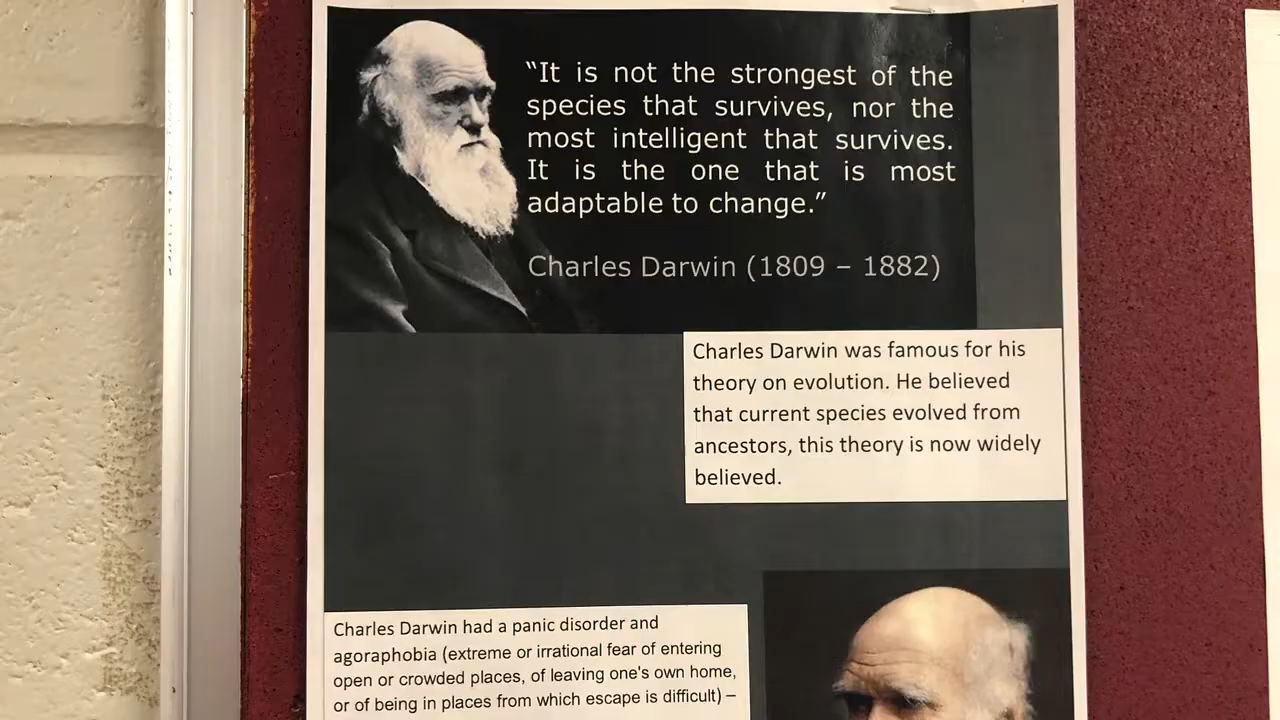 “It is not the strongest of the
species that survives, nor the
most intelligent that survives.
It is the one that is most
adaptable to change.”
Charles Darwin (1809 – 1882)
Charles Darwin was famous for his
theory on evolution. He believed
that current species evolved from
ancestors, this theory is now widely
believed.
Charles Darwin had a panic disorder and
agoraphobia (extreme or irrational fear of entering
open or crowded places, of leaving one's own home,
or of being in places from which escape is difficult) –